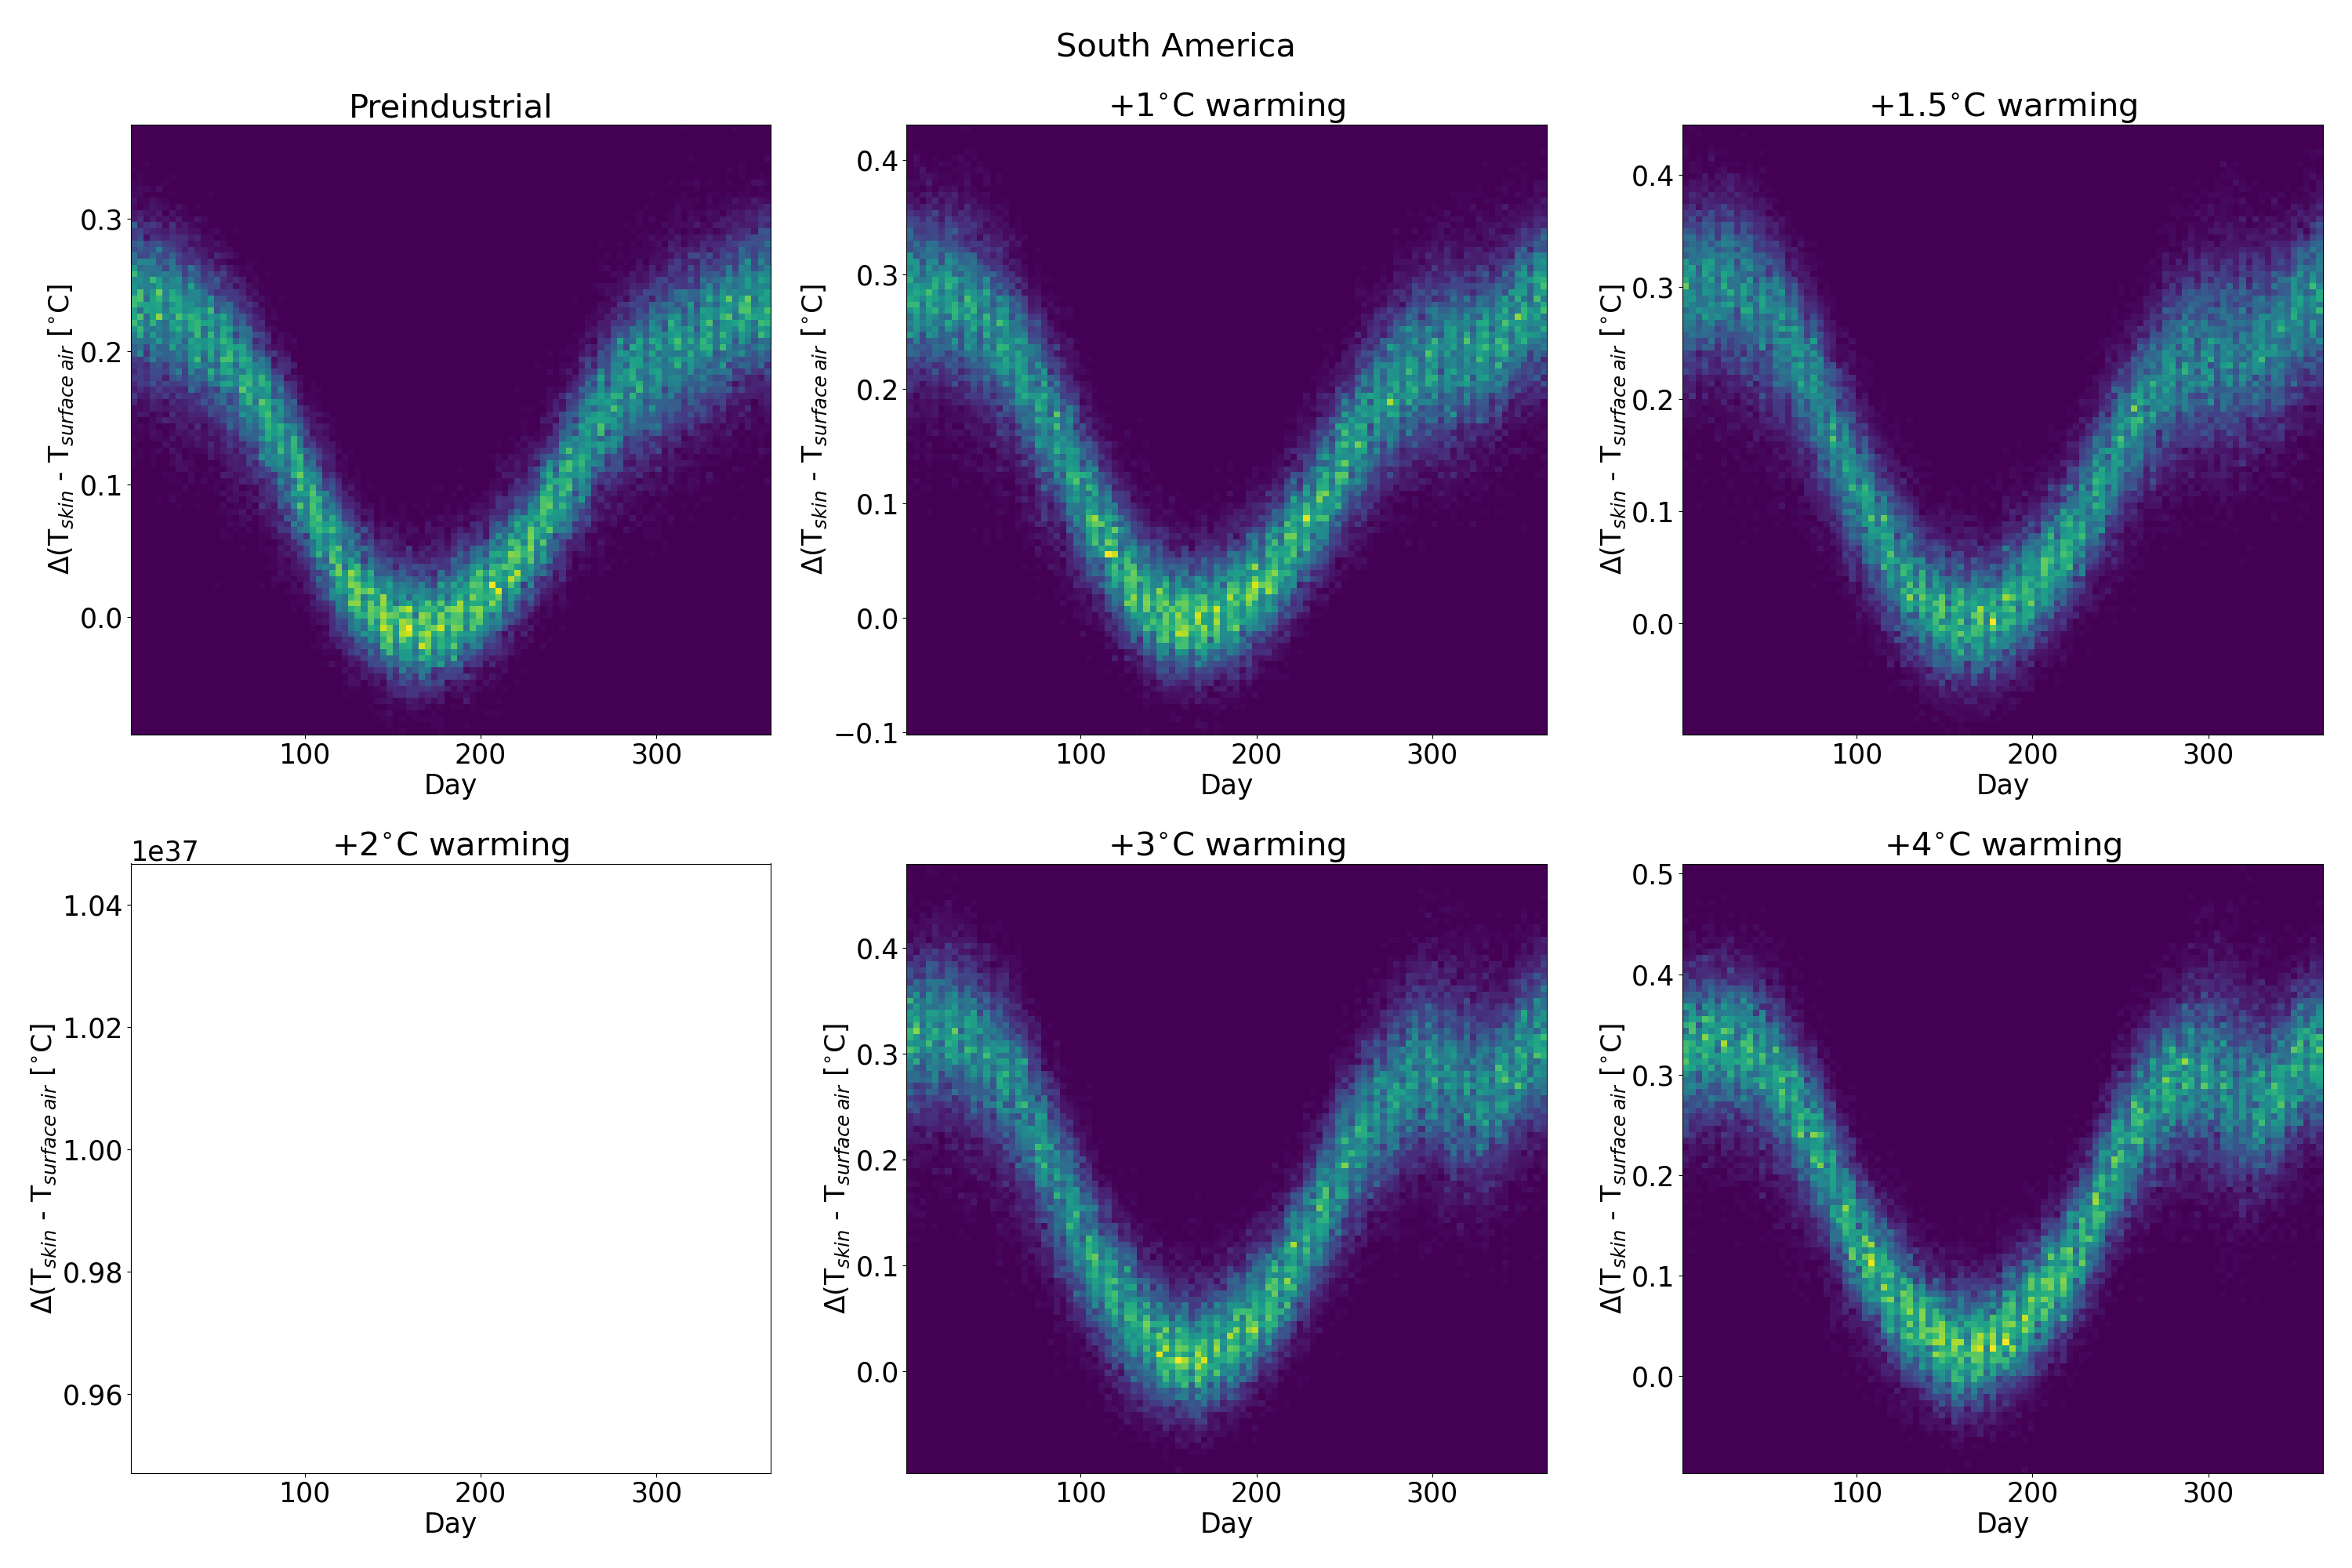 South America
Preindustrial
+1°C warming
+1.5°C warming
Δ(T_skin - T_surface air [°C]
0.3
0.2
0.1
0.0
100
200
300
Day
Δ(T_skin - T_surface air [°C]
0.4
0.3
0.2
0.1
0.0
−0.1
100
200
300
Day
Δ(T_skin - T_surface air [°C]
0.4
0.3
0.2
0.1
0.0
100
200
300
Day
+2°C warming
+3°C warming
+4°C warming
1e37
Δ(T_skin - T_surface air [°C]
1.04
1.02
1.00
0.98
0.96
100
200
300
Day
Δ(T_skin - T_surface air [°C]
0.4
0.3
0.2
0.1
0.0
100
200
300
Day
Δ(T_skin - T_surface air [°C]
0.5
0.4
0.3
0.2
0.1
0.0
100
200
300
Day